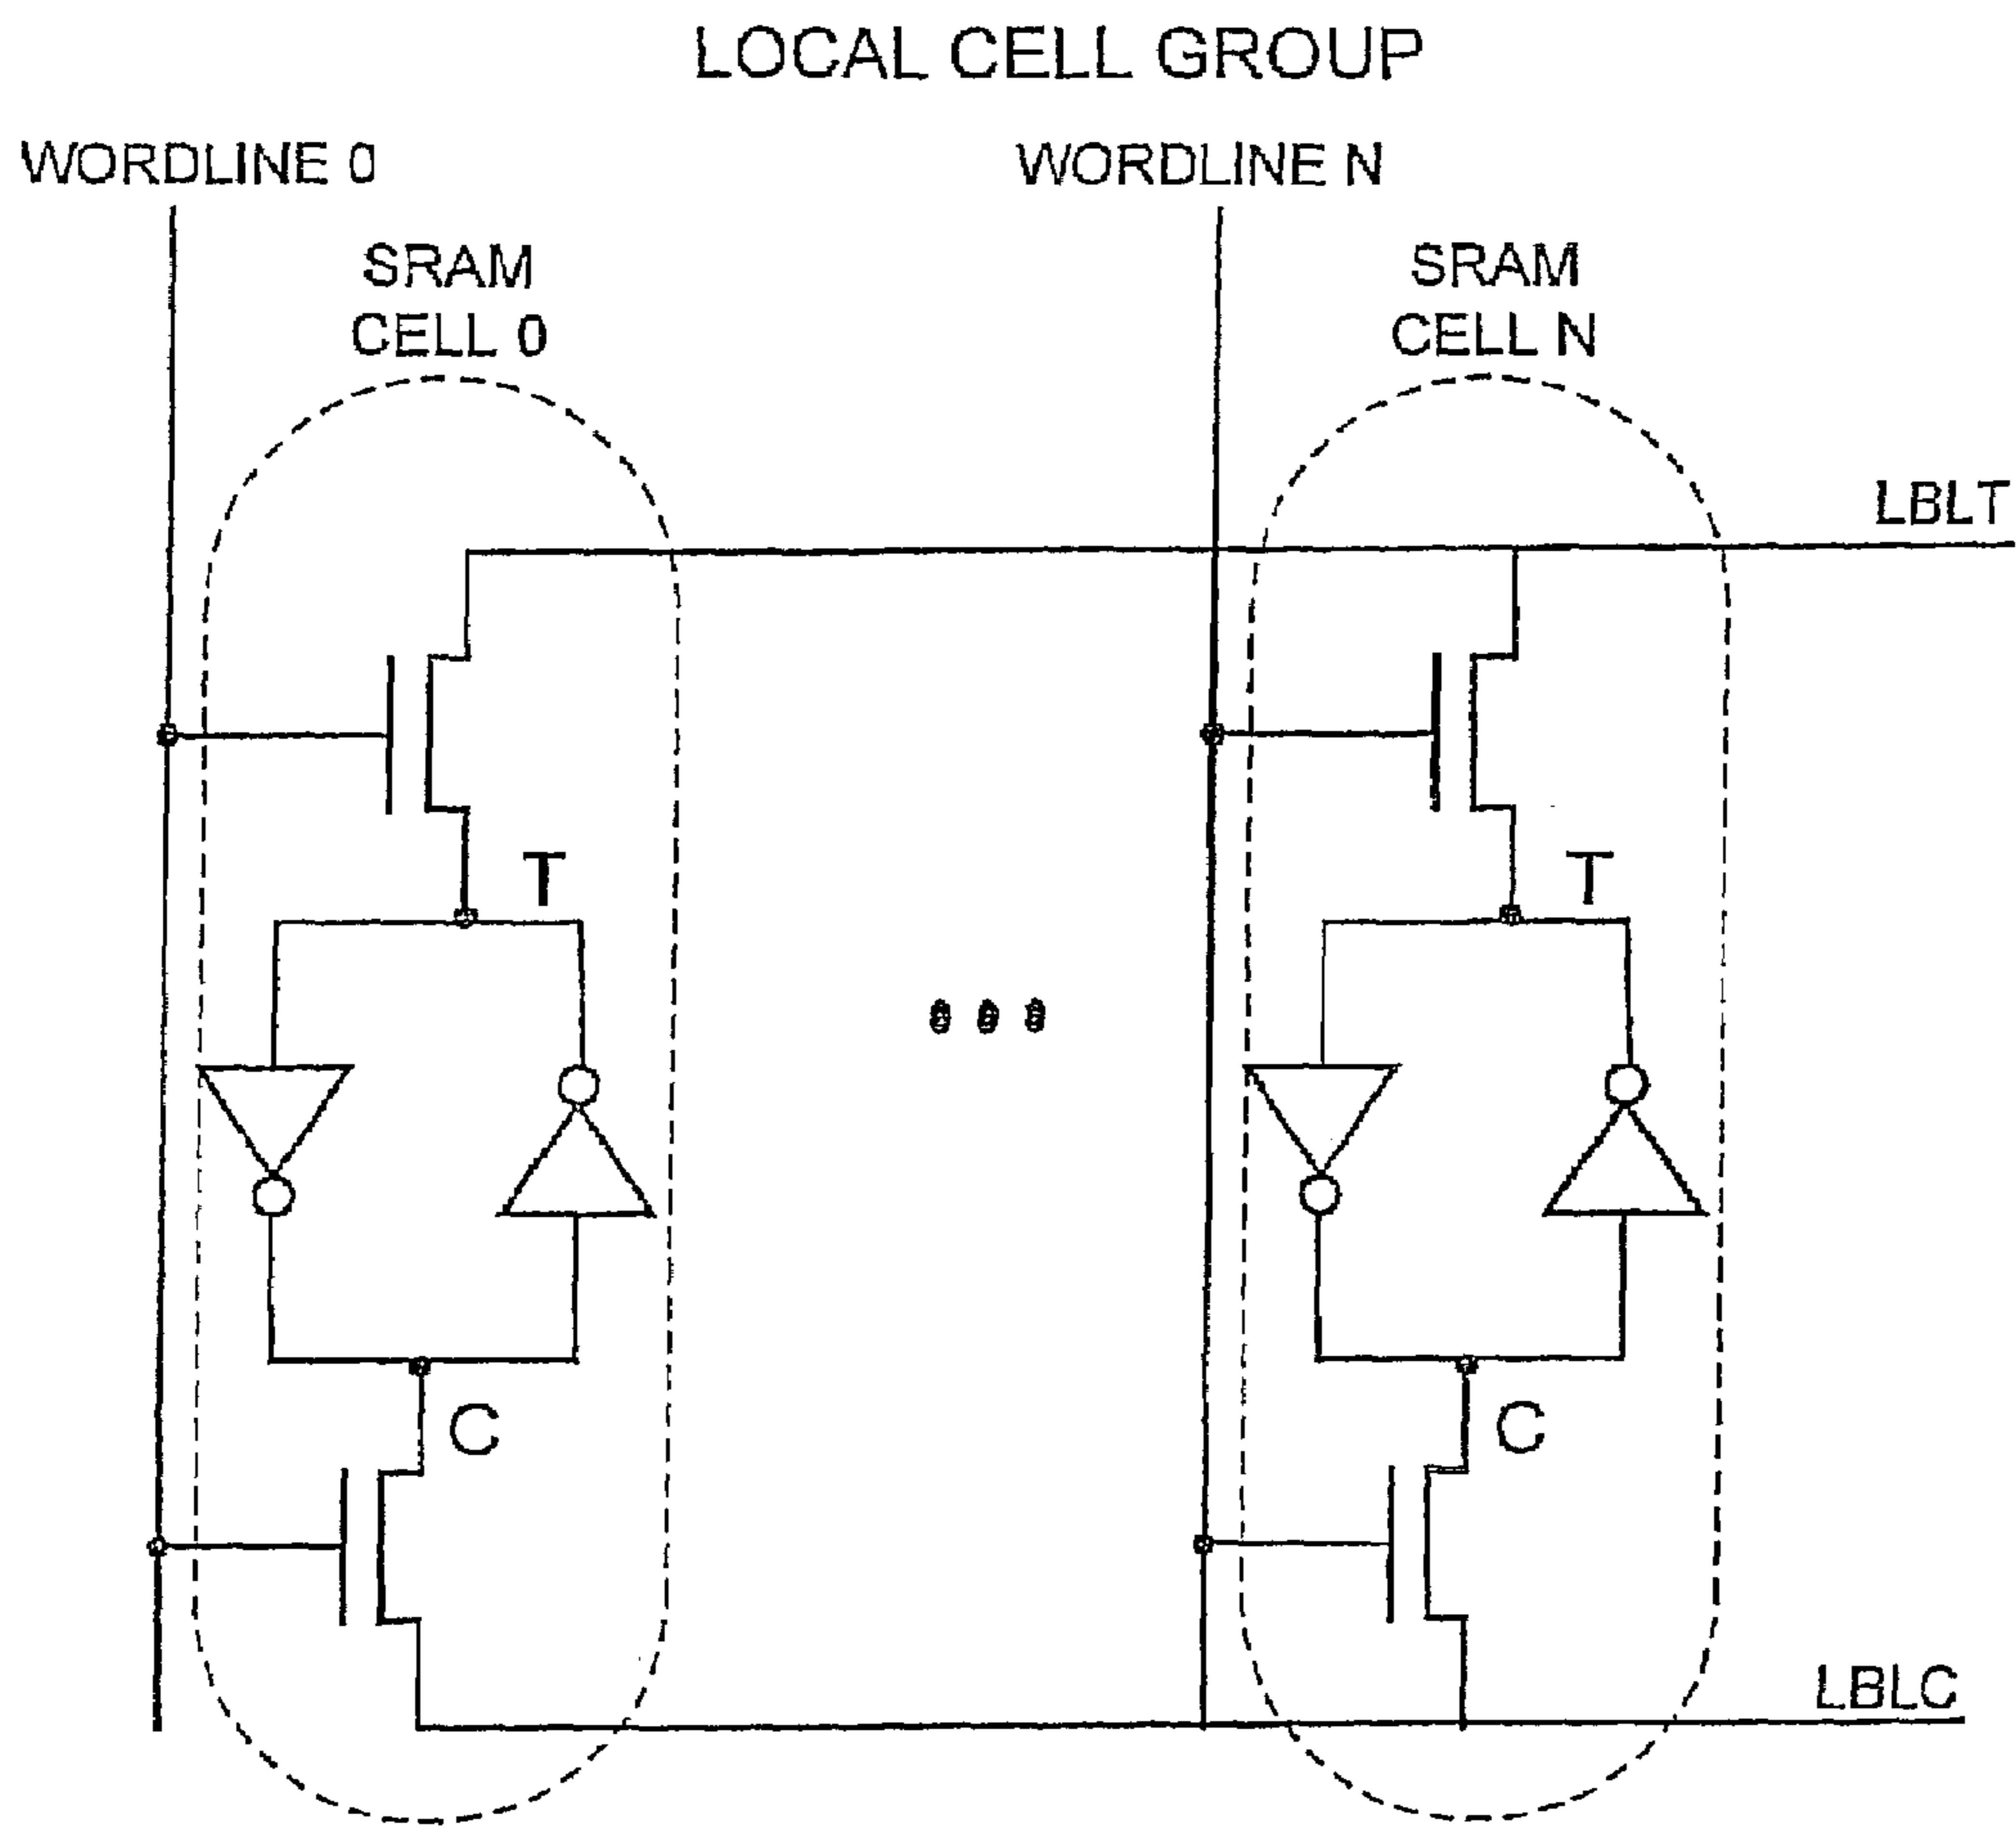 LOCAL CELL GROUP
WORDLINE 0
WORDLINE N
SRAM
CELL 0
SRAM
CELL N
LBLT
T
T
C
C
LBLC